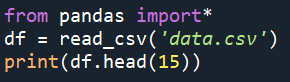 from pandas import*
df = read_csv('data.csv')
print(df.head(15))